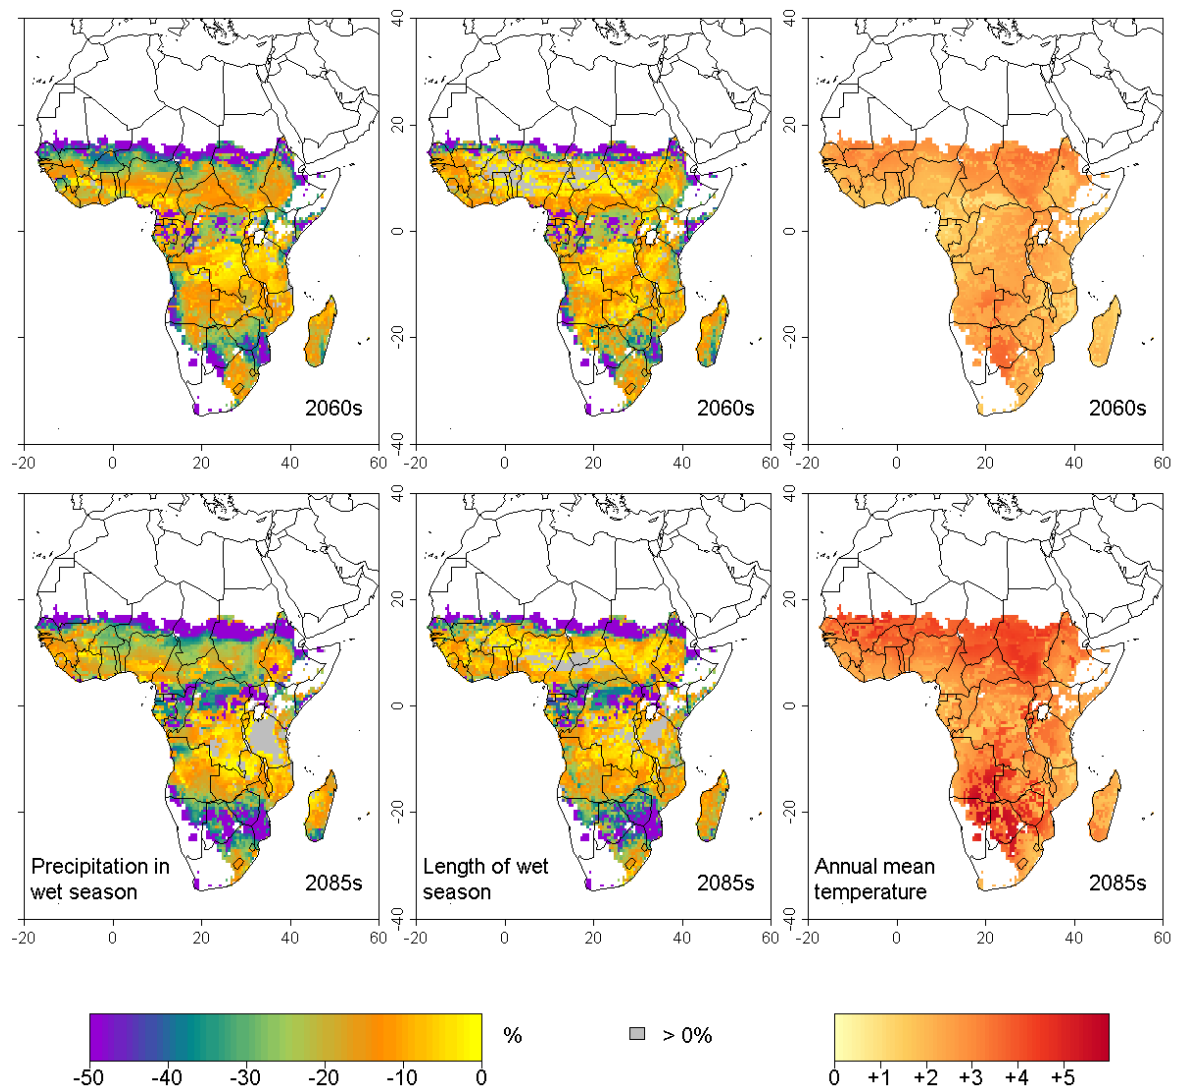 40
20
0
-20
-40
2060s
2060s
2060s
-20 0 20 40 60
-20 0 20 40 60
-20 0 20 40 60
40
20
0
-20
-40
Precipitation in
wet season
2085s
Length of wet
season
2085s
Annual mean
temperature
2085s
-20 0 20 40 60
-20 0 20 40 60
-20 0 20 40 60
%
> 0%
-50 -40 -30 -20 -10 0
0 +1 +2 +3 +4 +5